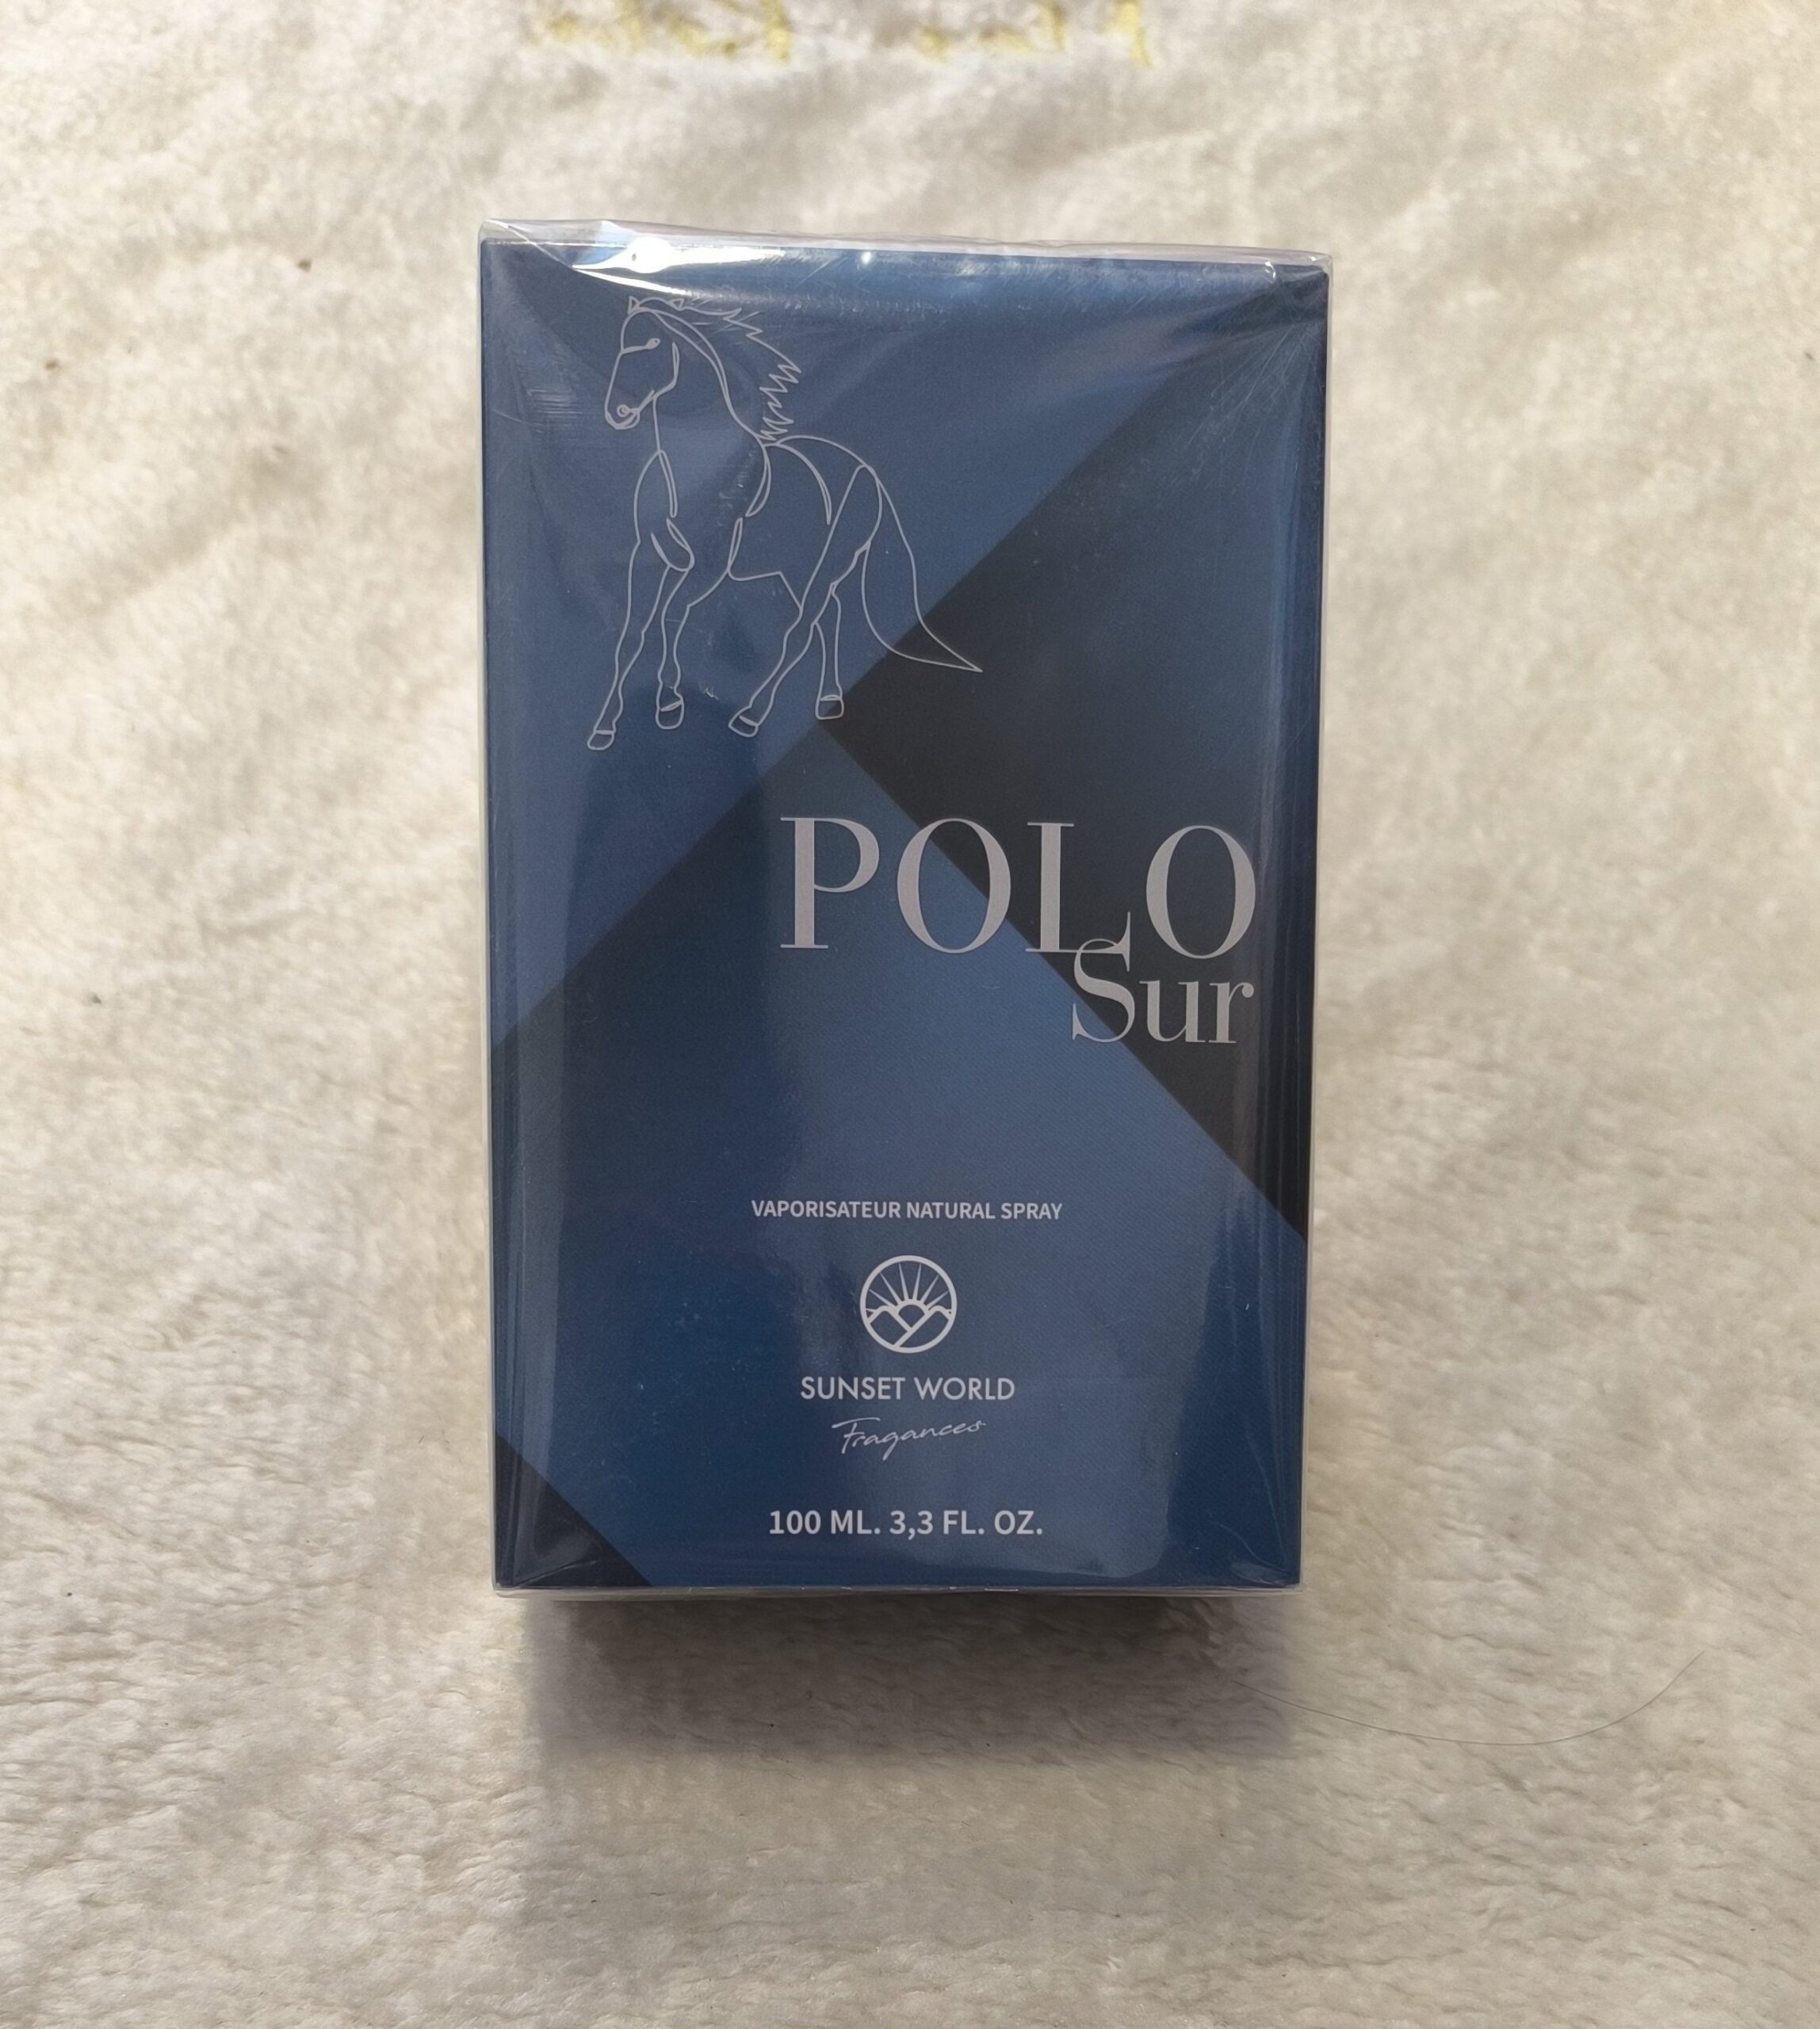 POLO
Sur
VAPORISATEUR NATURAL SPRAY
SUNSET WORLD
Fragances
100 ML. 3,3 FL. OZ.